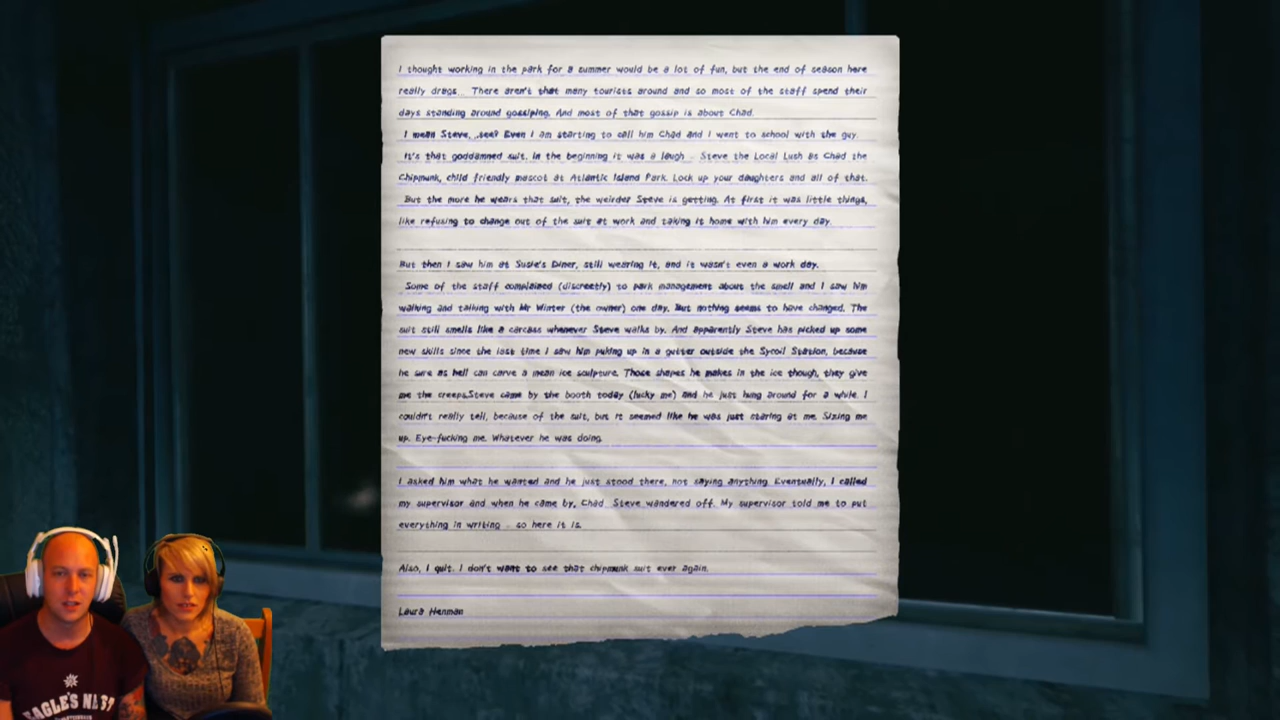 I thought working in the park for a summer would be a lot of fun, but the end of season here
really drags... There aren't that many tourists around and so most of the staff spend their
days standing around gossiping. And most of that gossip is about Chad.
I mean Steve, ..see? Even I am starting to call him Chad and I went to school with the guy.
It's that goddamned suit. In the beginning it was a laugh - Steve the Local Lush as Chad the
Chipmunk, child friendly mascot at Atlantic Island Park. Lock up your daughters and all of that.
But the more he wears that suit, the weirder Steve is getting. At first it was little things,
like refusing to change out of the suit at work and taking it home with him every day.
But then I saw him at Susie's Diner, still wearing it, and it wasn't even a work day.
Some of the staff complained (discreetly) to park management about the smell and I saw him
walking and talking with Mr Winter (the owner) one day. But nothing seems to have changed. The
suit still smells like a carcass whenever Steve walks by. And apparently Steve has picked up some
new skills since the last time I saw him puking up in a gutter outside the Sycoil Station, because
he sure as hell can carve a mean ice sculpture. Those shapes he makes in the ice though, they give
me the creeps.Steve came by the booth today (lucky me) and he just hung around for a while. I
couldn't really tell, because of the suit, but it seemed like he was just staring at me. Sizing me
up. Eye-fucking me. Whatever he was doing.
I asked him what he wanted and he just stood there, not saying anything. Eventually, I called
my supervisor and when he came by, Chad Steve wandered off. My supervisor told me to put
everything in writing - so here it is.
Also, I quit. I don't want to see that chipmunk suit ever again.
Laura Henman
EAGLE'S